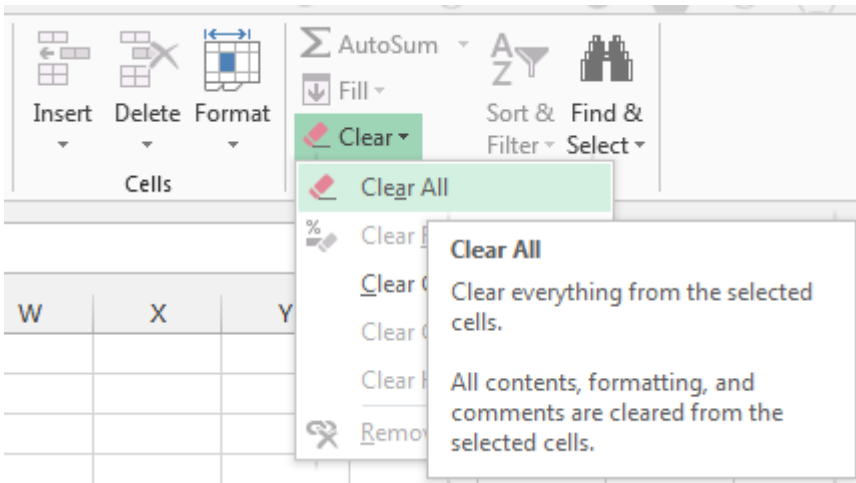 AutoSum
Fill
Insert Delete Format
Sort & Find &
Clear
Filter Select
Cells
Clear All
%
Clear
Clear All
Clear
Clear everything from the selected
cells.
W X Y
Clear
Clear
All contents, formatting, and
comments are cleared from the
selected cells.